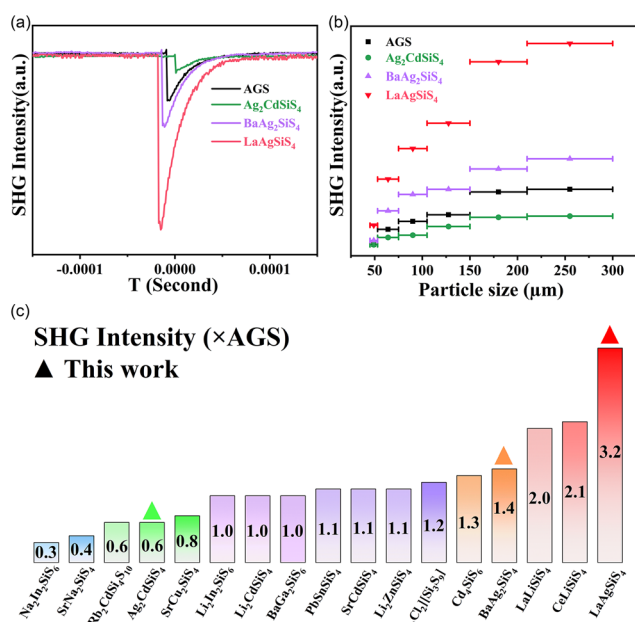 (a)
SHG Intensity(a.u.)
AGS
Ag₂CdSiS₄
BaAg₂SiS₄
LaAgSiS₄
-0.0001 0.0000 0.0001
T (Second)
(b)
SHG Intensity (a.u.)
AGS
Ag₂CdSiS₄
BaAg₂SiS₄
LaAgSiS₄
50 100 150 200 250 300
Particle size (μm)
(c)
SHG Intensity (×AGS)
▲ This work
0.3 0.4 0.6 0.6 0.8 1.0 1.0 1.0 1.1 1.1 1.1 1.2 1.3 1.4 2.0 2.1 3.2
Na₂In₂SiS₆
SrNa₂SiS₄
Rb₂CdSi₄S₁₀
Ag₂CdSiS₄
SrCu₂SiS₄
Li₂In₂SiS₆
Li₂CdSiS₄
BaGa₂SiS₆
PbSnSiS₄
SrCdSiS₄
Li₂ZnSiS₄
Cl₂][Si₃S₉]
Cd₄SiS₆
BaAg₂SiS₄
LaLiSiS₄
CeLiSiS₄
LaAgSiS₄